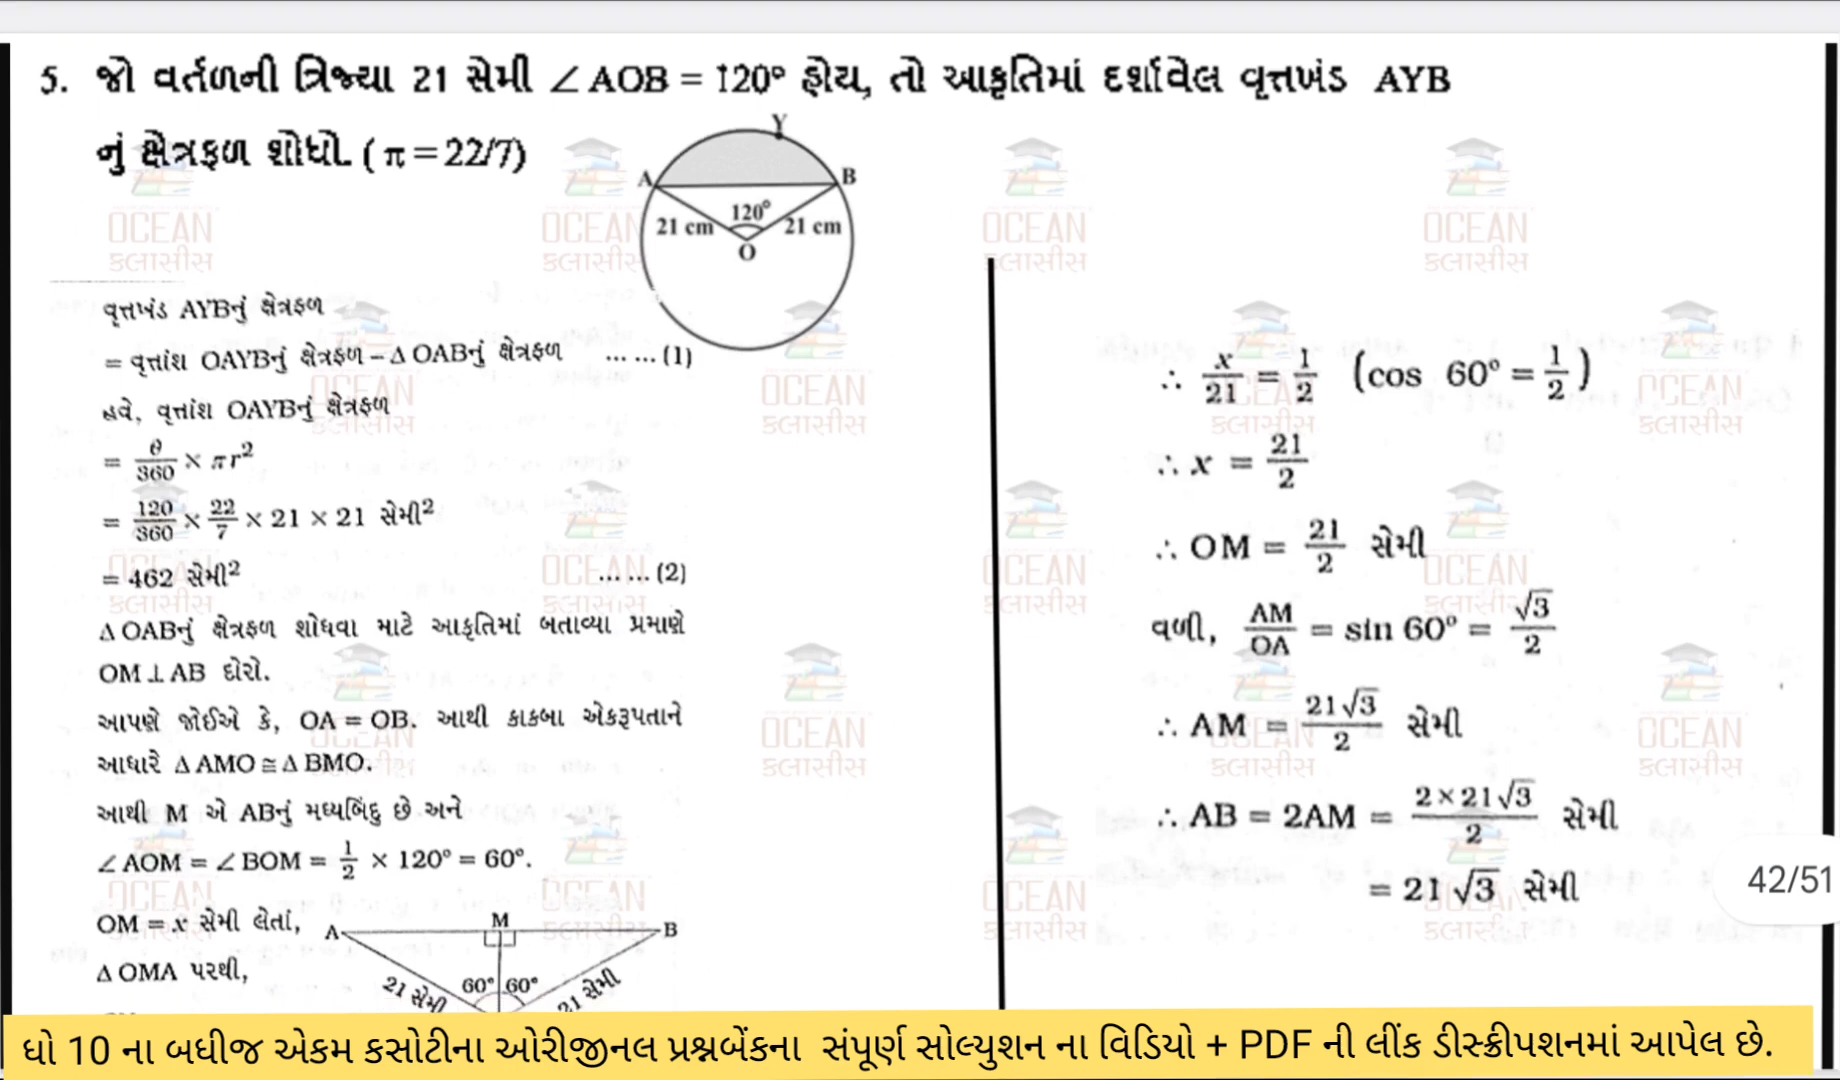 5. જો વર્તુળની ત્રિજ્યા 21 સેમી ∠AOB = 120° હોય, તો આકૃતિમાં દર્શાવેલ વૃત્તખંડ AYB
નું ક્ષેત્રફળ શોધો. (π = 22/7)
Y
A
B
120°
21 cm
21 cm
O
વૃત્તખંડ AYBનું ક્ષેત્રફળ
= વૃત્તાંશ OAYBનું ક્ષેત્રફળ – Δ OABનું ક્ષેત્રફળ ... ... (1)
હવે, વૃત્તાંશ OAYBનું ક્ષેત્રફળ
= θ/360 × πr²
= 120/360 × 22/7 × 21 × 21 સેમી²
= 462 સેમી² ... ... (2)
Δ OABનું ક્ષેત્રફળ શોધવા માટે આકૃતિમાં બતાવ્યા પ્રમાણે
OM ⊥ AB દોરો.
આપણે જોઈએ કે, OA = OB. આથી કાકબા એકરૂપતાને
આધારે Δ AMO ≅ Δ BMO.
આથી M એ ABનું મધ્યબિંદુ છે અને
∠AOM = ∠BOM = 1/2 × 120° = 60°.
OM = x સેમી લેતાં,
Δ OMA પરથી,
A
M
B
60°
60°
21 સેમી
21 સેમી
∴ x/21 = 1/2 (cos 60° = 1/2)
∴ x = 21/2
∴ OM = 21/2 સેમી
વળી, AM/OA = sin 60° = √3/2
∴ AM = 21√3/2 સેમી
∴ AB = 2AM = 2×21√3/2 સેમી
= 21√3 સેમી
42/51
OCEAN
ક્લાસીસ
ધો 10 ના બધીજ એકમ કસોટીના ઓરીજીનલ પ્રશ્નબેંકના સંપૂર્ણ સોલ્યુશન ના વિડિયો + PDF ની લીંક ડીસ્ક્રીપશનમાં આપેલ છે.